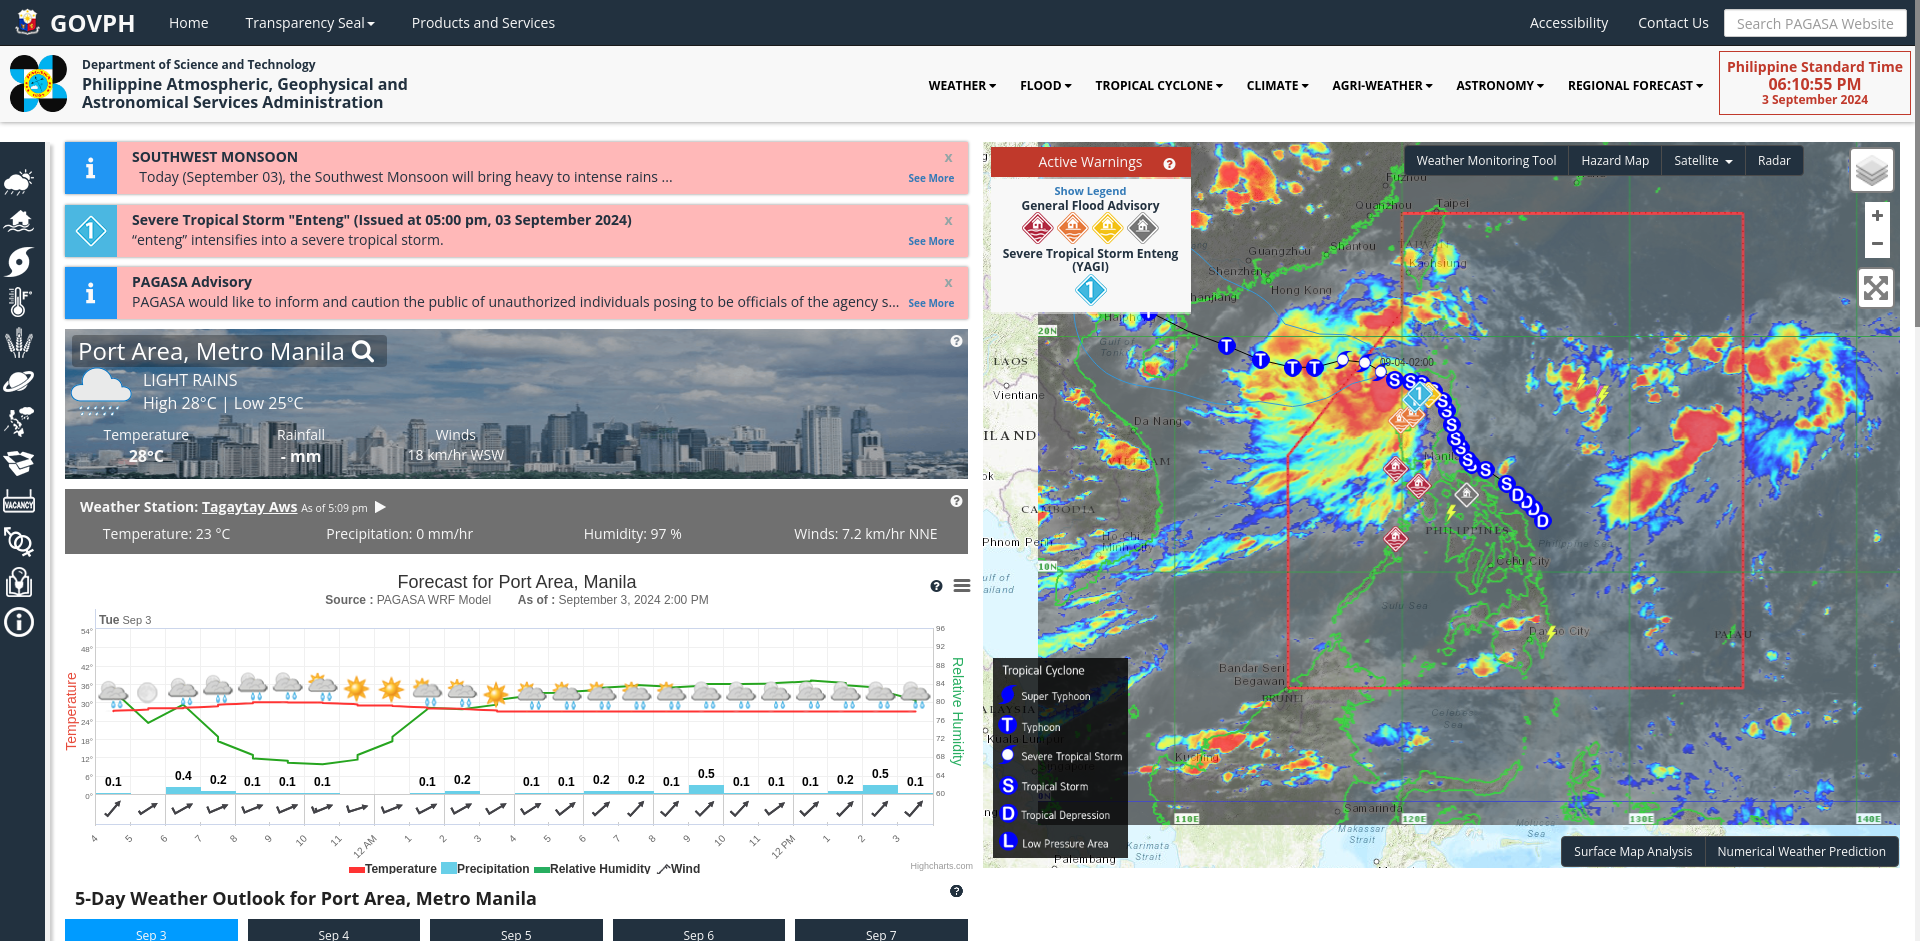 GOVPH
Home
Transparency Seal
Products and Services
Accessibility
Contact Us
Search PAGASA Website
Department of Science and Technology
Philippine Atmospheric, Geophysical and
Astronomical Services Administration
WEATHER
FLOOD
TROPICAL CYCLONE
CLIMATE
AGRI-WEATHER
ASTRONOMY
REGIONAL FORECAST
Philippine Standard Time
06:10:55 PM
3 September 2024
SOUTHWEST MONSOON
x
Today (September 03), the Southwest Monsoon will bring heavy to intense rains ...
See More
1
Severe Tropical Storm "Enteng" (Issued at 05:00 pm, 03 September 2024)
x
“enteng” intensifies into a severe tropical storm.
See More
PAGASA Advisory
x
PAGASA would like to inform and caution the public of unauthorized individuals posing to be officials of the agency s...
See More
VACANCY
Port Area, Metro Manila
LIGHT RAINS
High 28°C | Low 25°C
Temperature
Rainfall
Winds
28°C
- mm
18 km/hr WSW
Weather Station: Tagaytay Aws As of 5:09 pm
Temperature: 23 °C
Precipitation: 0 mm/hr
Humidity: 97 %
Winds: 7.2 km/hr NNE
Forecast for Port Area, Manila
Source : PAGASA WRF Model As of : September 3, 2024 2:00 PM
Tue Sep 3
54°
48°
42°
36°
30°
24°
18°
12°
6°
0°
Temperature
96
92
88
84
80
76
72
68
64
60
Relative Humidity
0.1 0.4 0.2 0.1 0.1 0.1 0.1 0.2 0.1 0.1 0.2 0.2 0.1 0.5 0.1 0.1 0.1 0.2 0.5 0.1
4 5 6 7 8 9 10 11 12 AM 1 2 3 4 5 6 7 8 9 10 11 12 PM 1 2 3
Temperature Precipitation Relative Humidity Wind
Highcharts.com
5-Day Weather Outlook for Port Area, Metro Manila
Sep 3
Sep 4
Sep 5
Sep 6
Sep 7
Active Warnings
Show Legend
General Flood Advisory
Severe Tropical Storm Enteng
(YAGI)
1
Weather Monitoring Tool
Hazard Map
Satellite
Radar
+
−
Fuzhou
Quanzhou
Taipei
Guangzhou
Shantou
TAIWAN
Kaohsiung
Shenzhen
Hong Kong
hanjiang
Haiphong
Gulf of
20N
LAOS
Vientiane
09-04-02:00
Da Nang
ILAND
VIETNAM
Manila
CAMBODIA
Phnom Penh
Ho Chi
Minh City
PHILIPPINES
Philippine
Cebu City
10N
ulf of
ailand
Sulu Sea
Davao City
PALAU
Bandar Seri
Begawan
BRUNEI
Celebes
Sea
ALAYSIA
Kuala Lumpur
Kuching
Samarinda
110E
120E
130E
140E
Makassar
Strait
Molucca
Sea
Karimata
Strait
Palembang
Tropical Cyclone
Super Typhoon
T Typhoon
Severe Tropical Storm
S Tropical Storm
D Tropical Depression
L Low Pressure Area
Surface Map Analysis
Numerical Weather Prediction